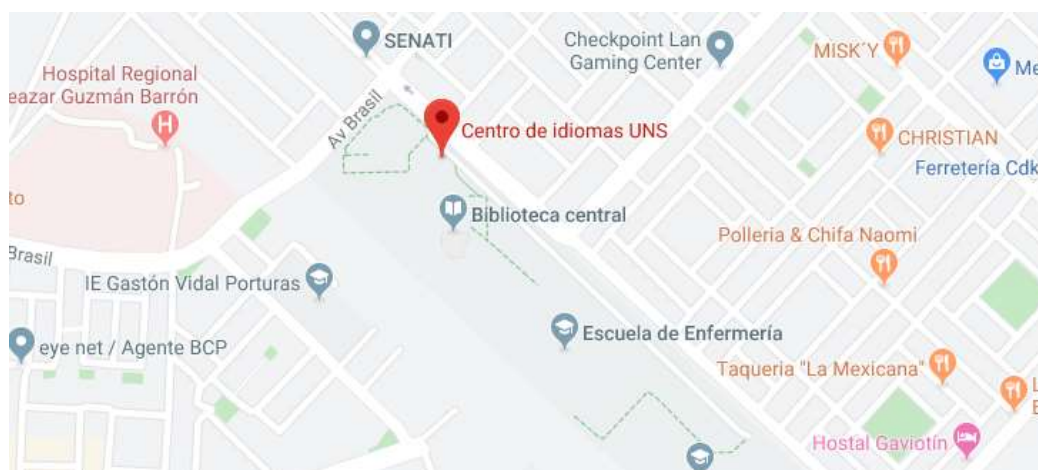 SENATI
Checkpoint Lan
Gaming Center
MISK´Y
Me
Hospital Regional
eazar Guzmán Barrón
H
Av Brasil
Centro de idiomas UNS
CHRISTIAN
Ferretería Cdk
to
Biblioteca central
Brasil
Polleria & Chifa Naomi
IE Gastón Vidal Porturas
Escuela de Enfermería
eye net / Agente BCP
Taqueria "La Mexicana"
L
E
Hostal Gaviotín